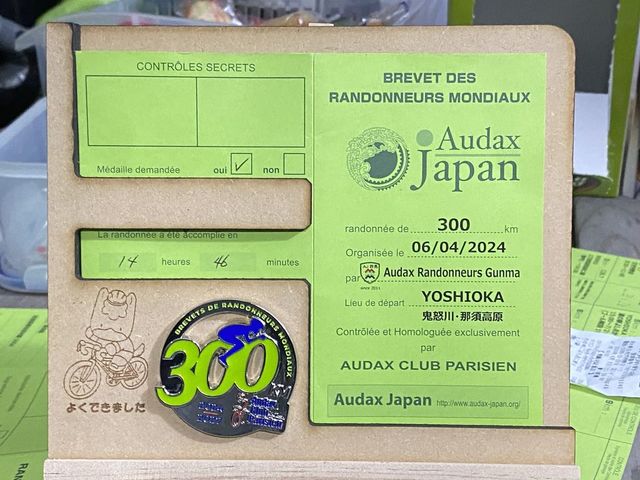 CONTRÔLES SECRETS
Médaille demandée oui ✓ non
La randonnée a été accomplie en
14 heures 46 minutes
よくできました
BREVETS DE RANDONNEURS MONDIAUX
300
BREVET DES
RANDONNEURS MONDIAUX
Audax
Japan
randonnée de 300 km
Organisée le 06/04/2024
par Audax Randonneurs Gunma
since 2011
Lieu de départ YOSHIOKA
鬼怒川・那須高原
Contrôlée et Homologuée exclusivement
par
AUDAX CLUB PARISIEN
Audax Japan http://www.audax-japan.org/